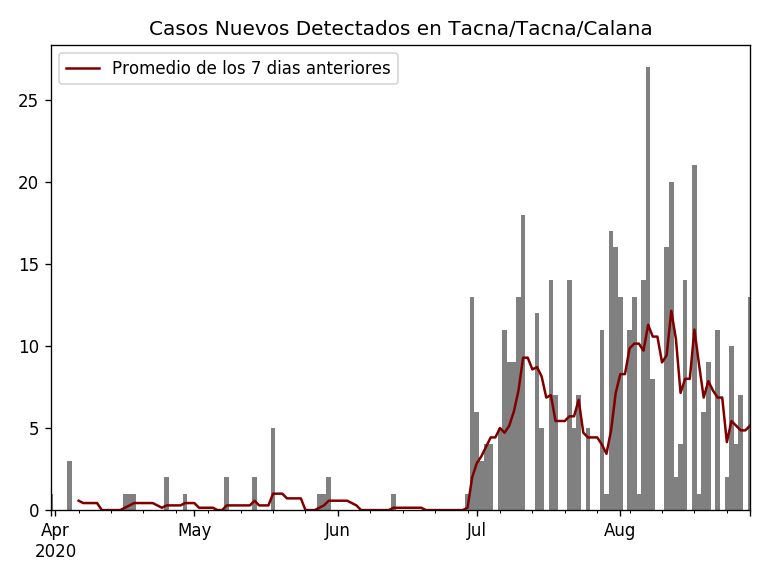 Casos Nuevos Detectados en Tacna/Tacna/Calana
Promedio de los 7 dias anteriores
25
20
15
10
5
0
Apr May Jun Jul Aug
2020